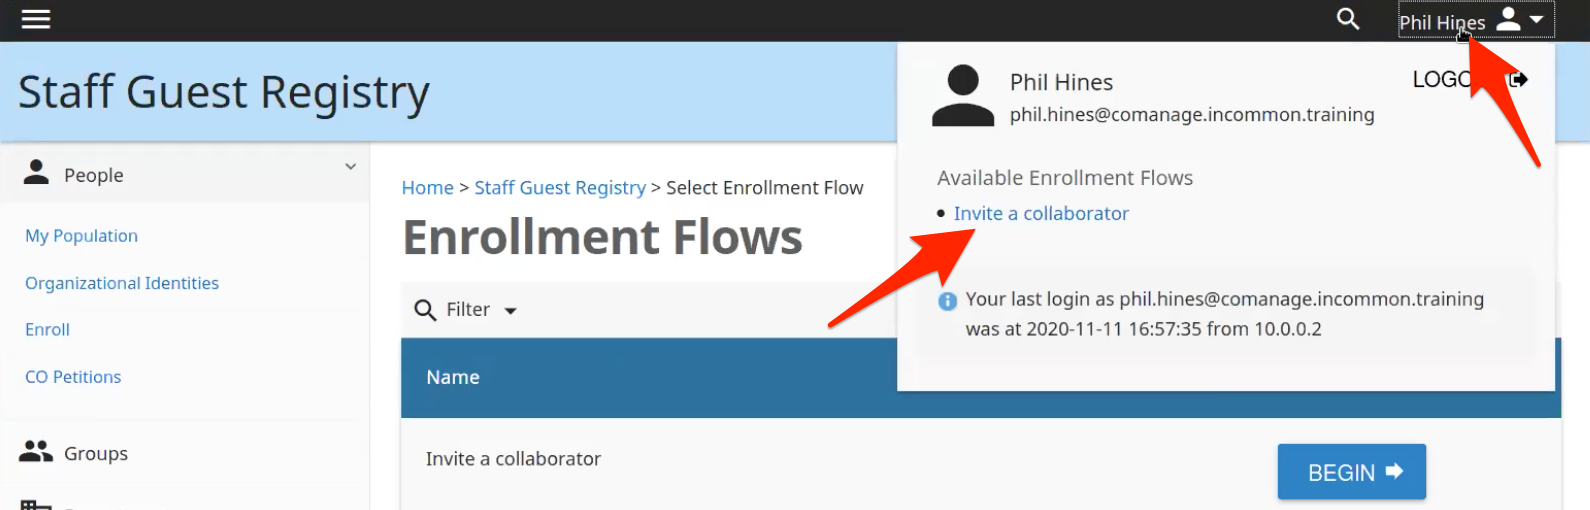 Phil Hines
Staff Guest Registry
Phil Hines
phil.hines@comanage.incommon.training
People
My Population
Organizational Identities
Enroll
CO Petitions
Groups
Home > Staff Guest Registry > Select Enrollment Flow
Enrollment Flows
Filter
Name
Invite a collaborator
BEGIN
Available Enrollment Flows
Invite a collaborator
Your last login as phil.hines@comanage.incommon.training
was at 2020-11-11 16:57:35 from 10.0.0.2